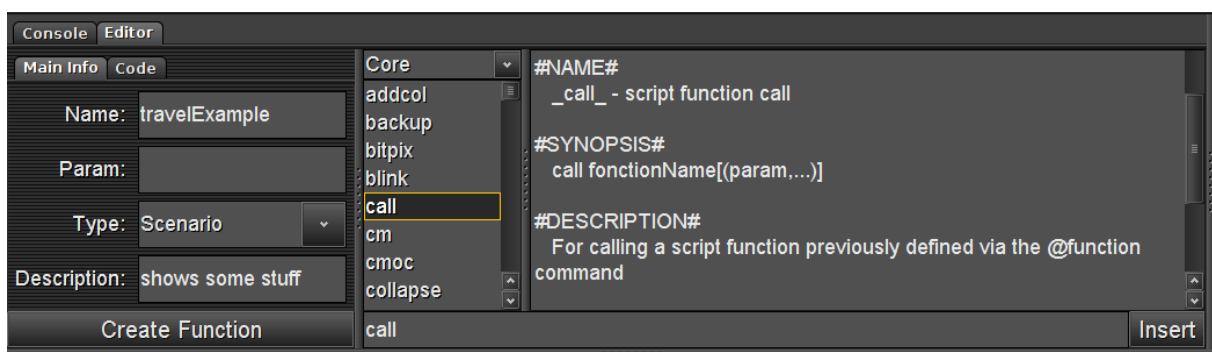 Console Editor
Main Info Code
Name: travelExample
Param:
Type: Scenario
Description: shows some stuff
Create Function
Core
addcol
backup
bitpix
blink
call
cm
cmoc
collapse
call
#NAME#
_call_ - script function call
#SYNOPSIS#
call fonctionName[(param,...)]
#DESCRIPTION#
For calling a script function previously defined via the @function
command
Insert